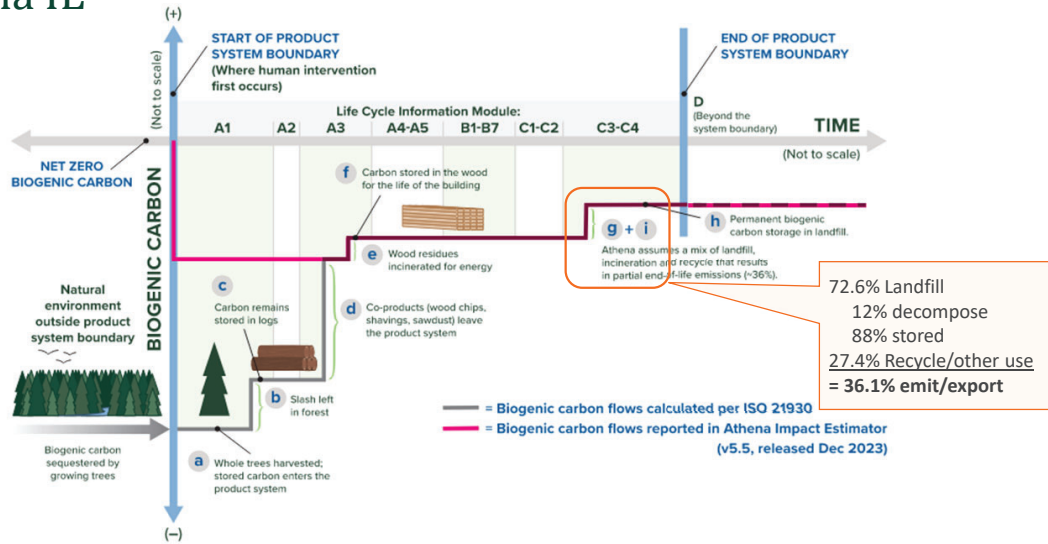 (+)
START OF PRODUCT
SYSTEM BOUNDARY
(Where human intervention
first occurs)
END OF PRODUCT
SYSTEM BOUNDARY
(Not to scale)
Life Cycle Information Module:
A1
A2
A3
A4-A5
B1-B7
C1-C2
C3-C4
D
(Beyond the
system boundary)
TIME
(Not to scale)
NET ZERO
BIOGENIC CARBON
BIOGENIC CARBON
f
Carbon stored in the wood
for the life of the building
g + i
h
Permanent biogenic
carbon storage in landfill.
e
Wood residues
incinerated for energy
Athena assumes a mix of landfill,
incineration and recycle that results
in partial end-of-life emissions (~36%).
72.6% Landfill
12% decompose
88% stored
27.4% Recycle/other use
= 36.1% emit/export
Natural
environment
outside product
system boundary
c
Carbon remains
stored in logs
d
Co-products (wood chips,
shavings, sawdust) leave
the product system
b
Slash left
in forest
= Biogenic carbon flows calculated per ISO 21930
= Biogenic carbon flows reported in Athena Impact Estimator
(v5.5, released Dec 2023)
Biogenic carbon
sequestered by
growing trees
a
Whole trees harvested;
stored carbon enters the
product system
(−)